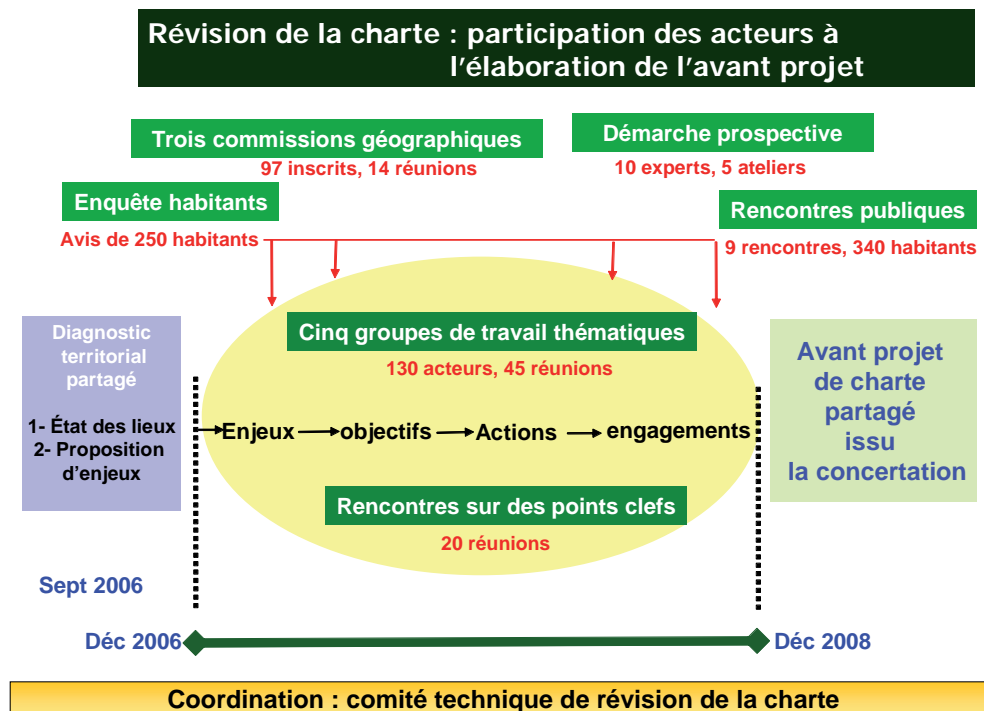 Révision de la charte : participation des acteurs à
l'élaboration de l'avant projet
Trois commissions géographiques
97 inscrits, 14 réunions
Démarche prospective
10 experts, 5 ateliers
Enquête habitants
Avis de 250 habitants
Rencontres publiques
9 rencontres, 340 habitants
Diagnostic
territorial
partagé
1- État des lieux
2- Proposition
d'enjeux
Cinq groupes de travail thématiques
130 acteurs, 45 réunions
Enjeux objectifs Actions engagements
Rencontres sur des points clefs
20 réunions
Avant projet
de charte
partagé
issu
la concertation
Sept 2006
Déc 2006
Déc 2008
Coordination : comité technique de révision de la charte